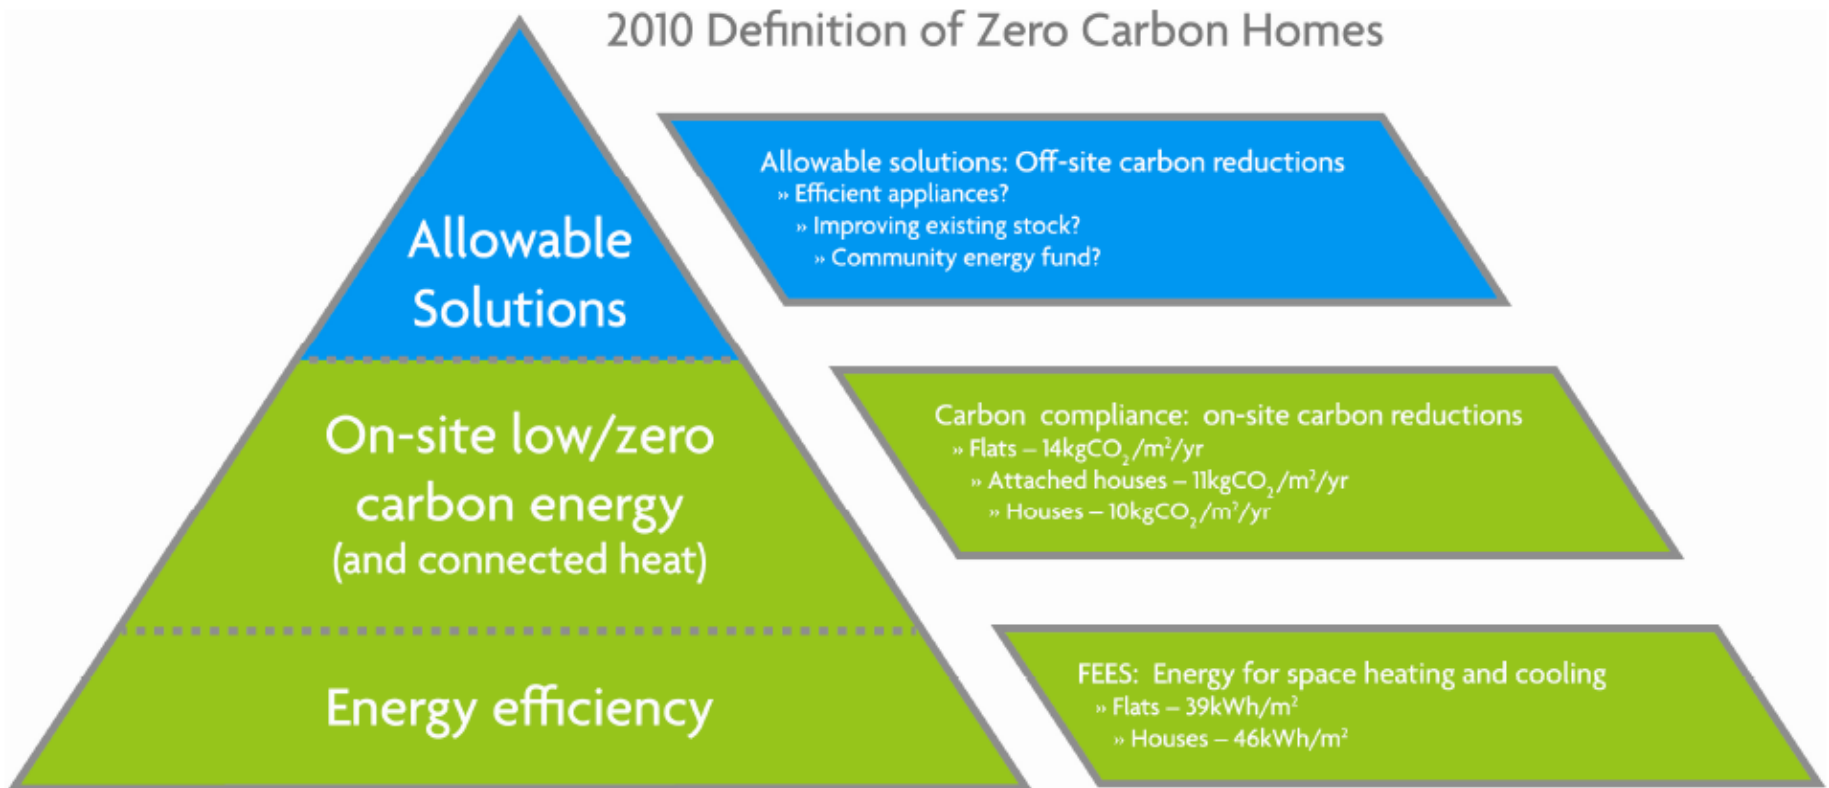 2010 Definition of Zero Carbon Homes
Allowable
Solutions
Allowable solutions: Off-site carbon reductions
» Efficient appliances?
» Improving existing stock?
» Community energy fund?
On-site low/zero
carbon energy
(and connected heat)
Carbon compliance: on-site carbon reductions
» Flats – 14kgCO₂/m²/yr
» Attached houses – 11kgCO₂/m²/yr
» Houses – 10kgCO₂/m²/yr
Energy efficiency
FEES: Energy for space heating and cooling
» Flats – 39kWh/m²
» Houses – 46kWh/m²